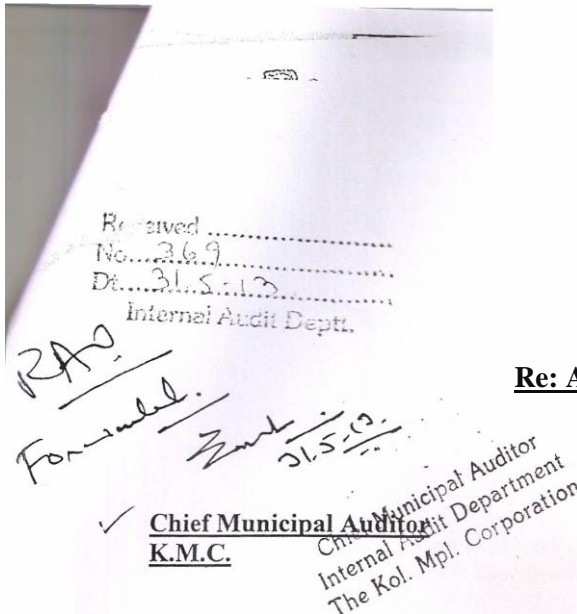 Received ....................
No....369....................
Dt.....31.5.13....................
Internal Audit Deptt.
RAO.
Forwarded.
31.5.13.
Re: A
Chief Municipal Auditor
K.M.C.
Chief Municipal Auditor
Internal Audit Department
The Kol. Mpl. Corporation